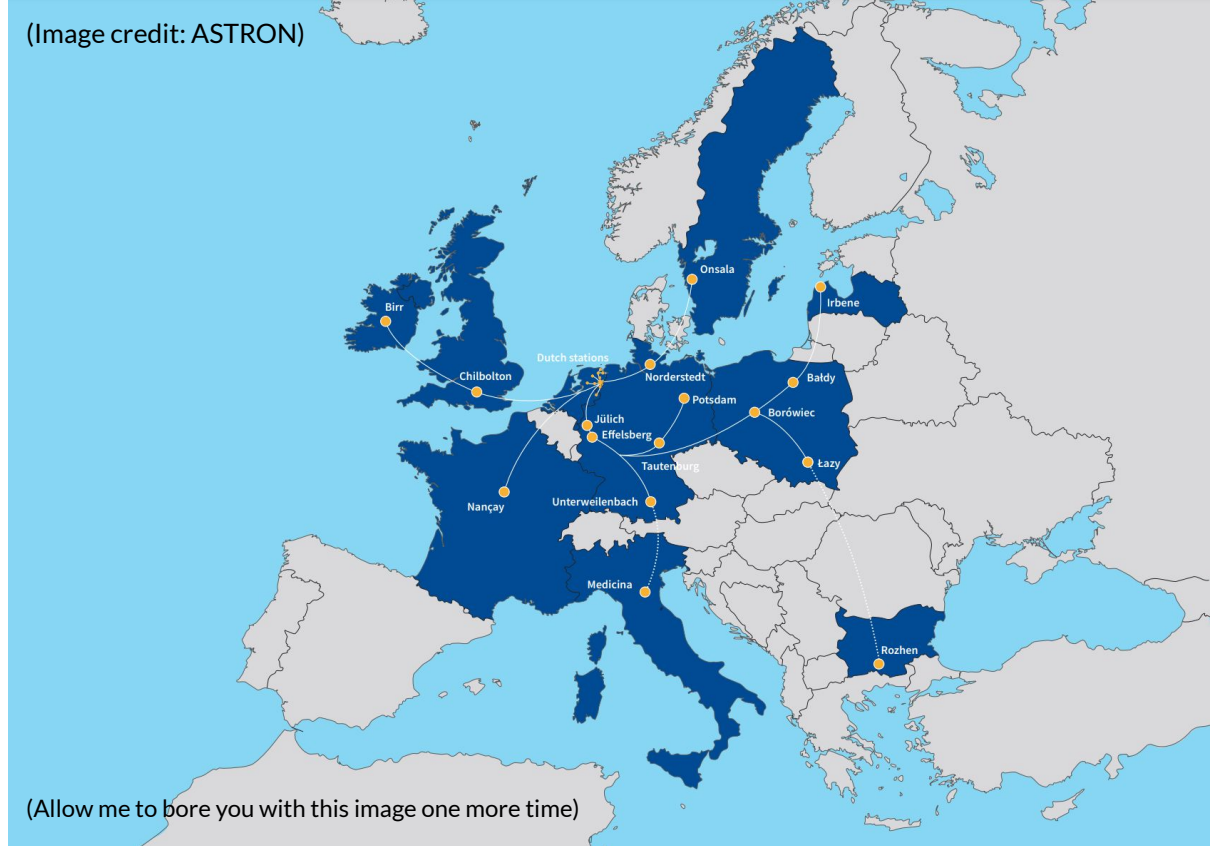 (Image credit: ASTRON)
Onsala
Irbene
Birr
Dutch stations
Chilbolton
Norderstedt
Bałdy
Potsdam
Borówiec
Jülich
Effelsberg
Tautenburg
Łazy
Unterweilenbach
Nançay
Medicina
Rozhen
(Allow me to bore you with this image one more time)